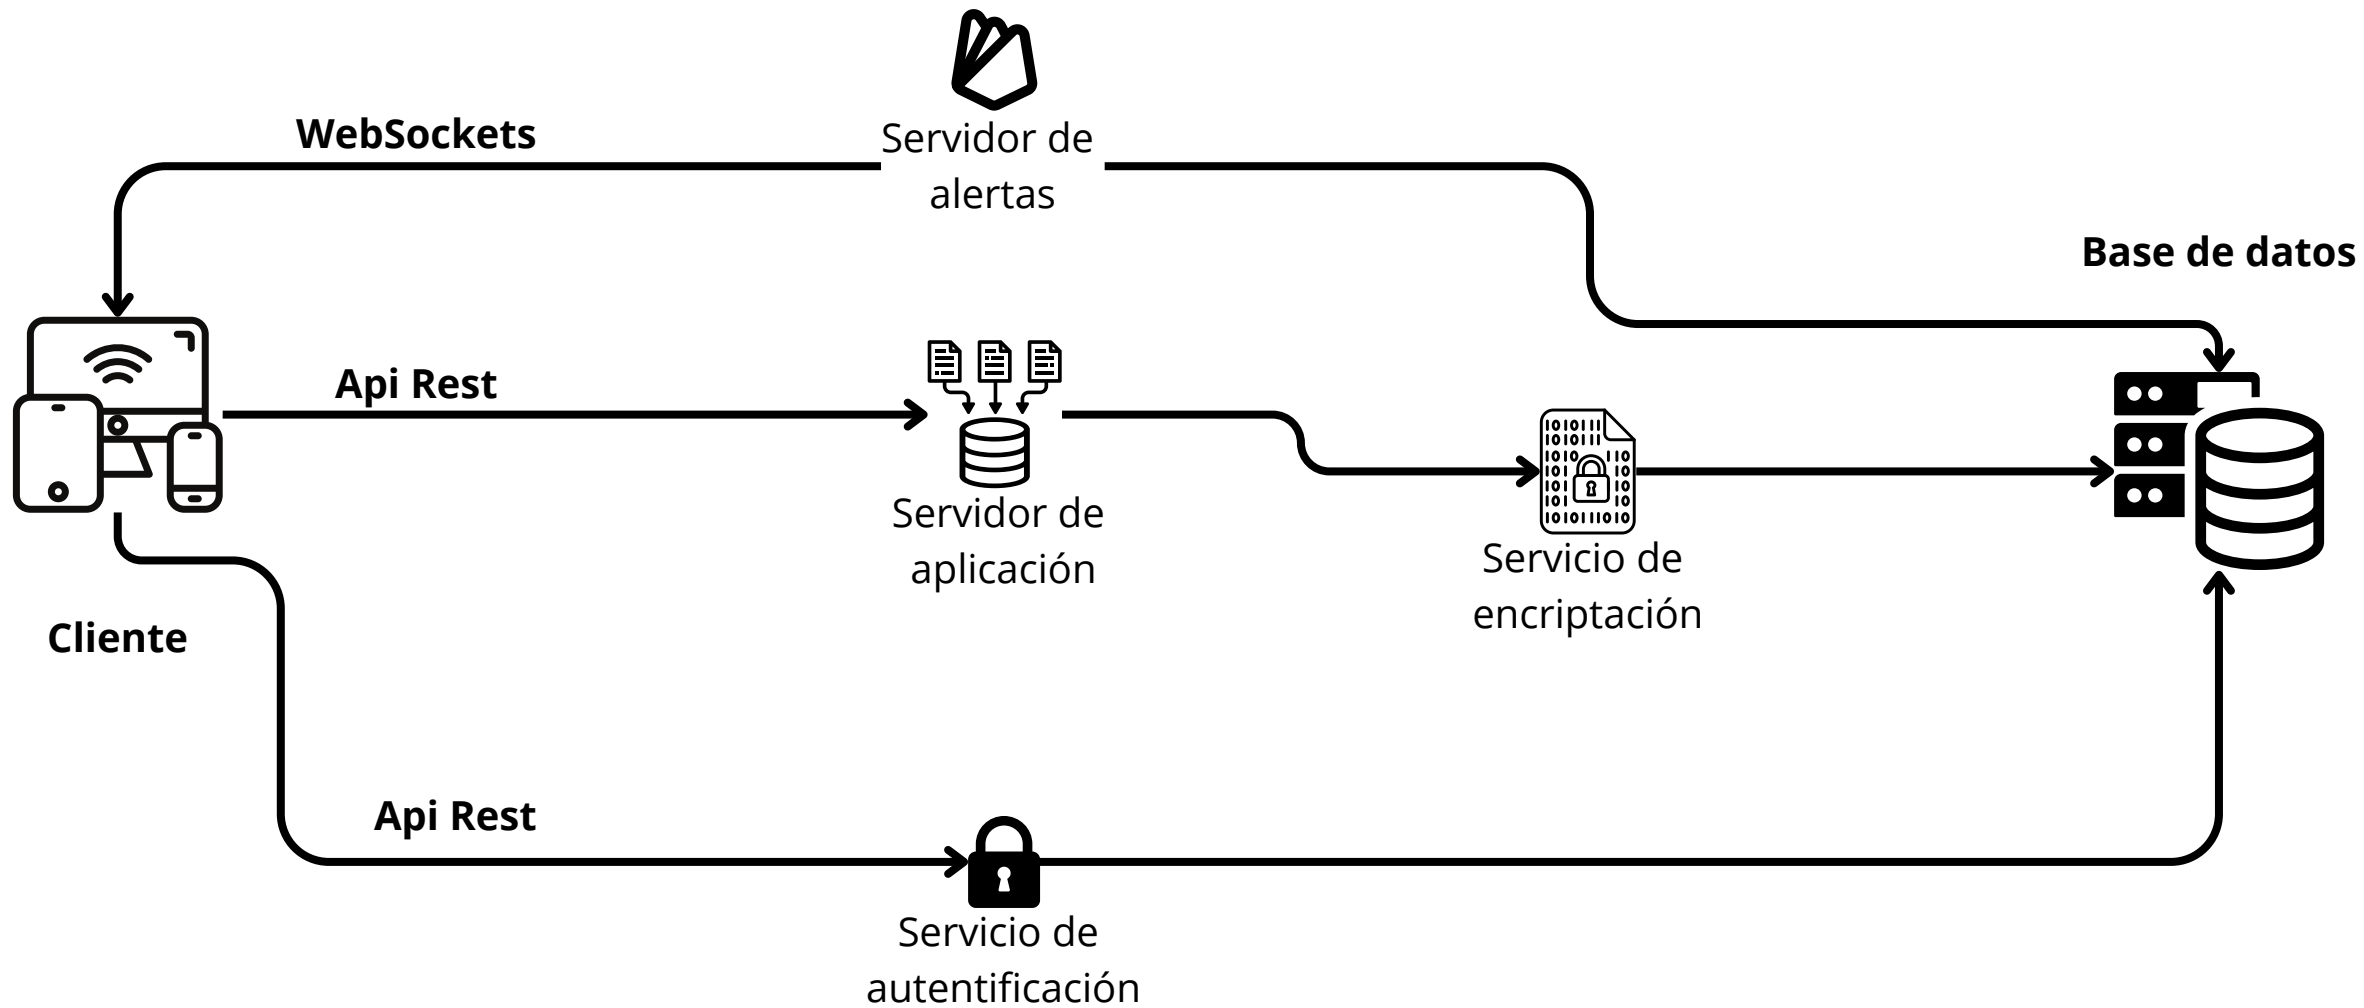 WebSockets
Servidor de
alertas
Base de datos
Api Rest
Servidor de
aplicación
Servicio de
encriptación
Cliente
Api Rest
Servicio de
autentificación